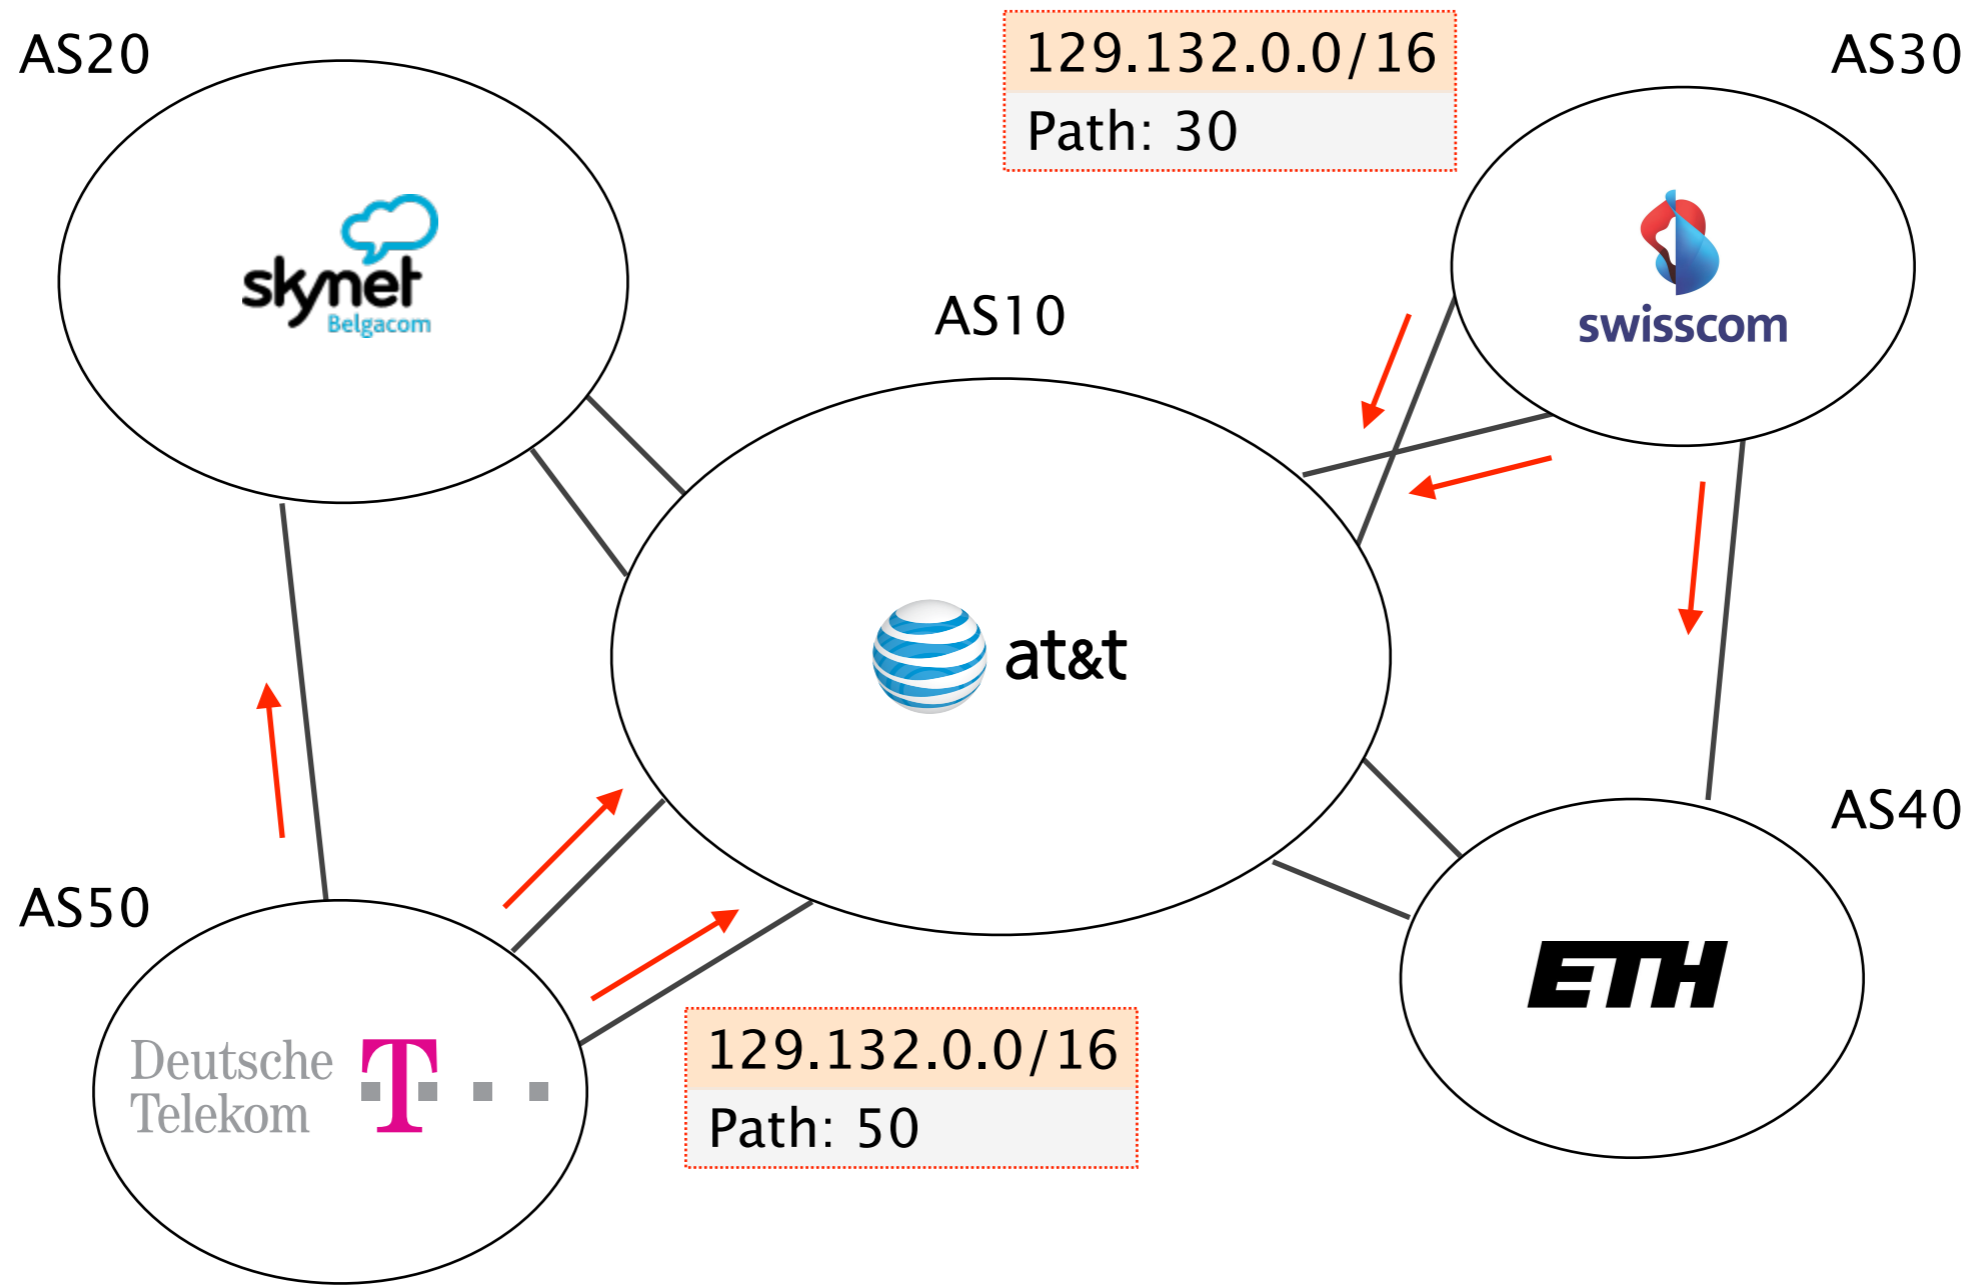 AS20
129.132.0.0/16
Path: 30
AS30
skynet
Belgacom
swisscom
AS10
at&t
AS40
AS50
ETH
Deutsche
Telekom
T
129.132.0.0/16
Path: 50